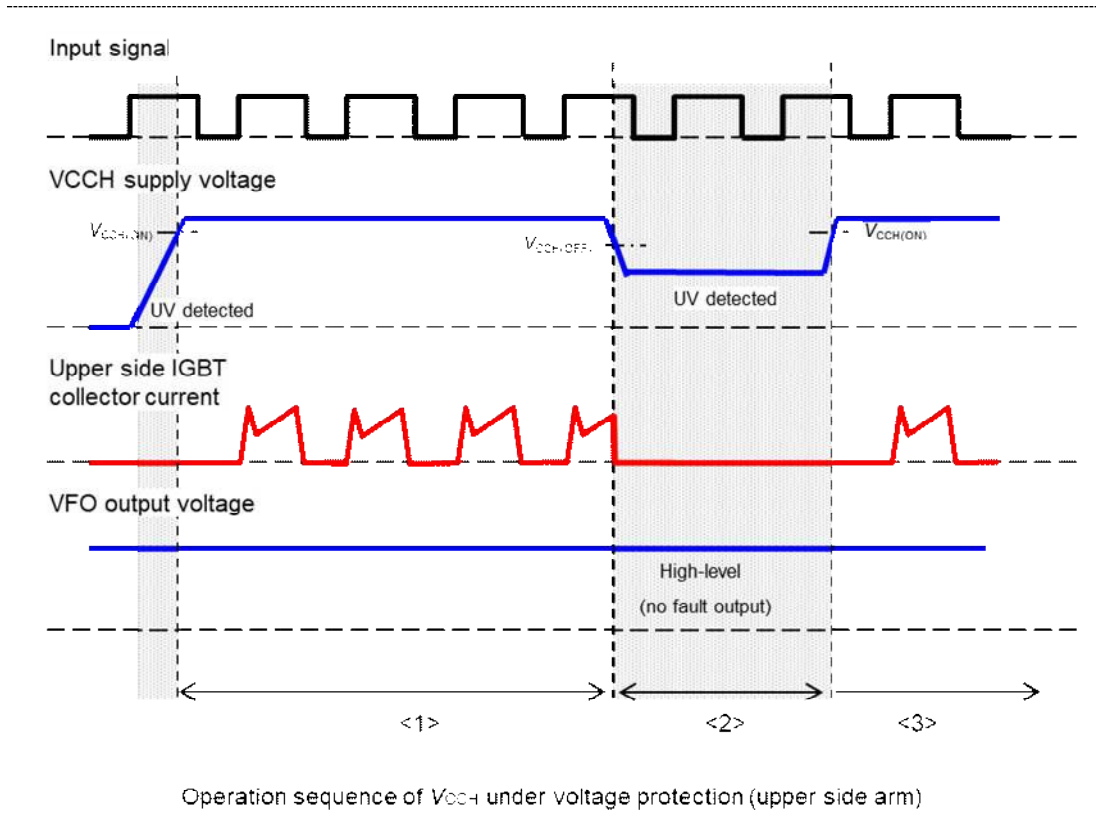 Input signal
VCCH supply voltage
VCCH(ON)
VCCH(OFF)
VCCH(ON)
UV detected
UV detected
Upper side IGBT
collector current
VFO output voltage
High-level
(no fault output)
<1>
<2>
<3>
Operation sequence of VCCH under voltage protection (upper side arm)